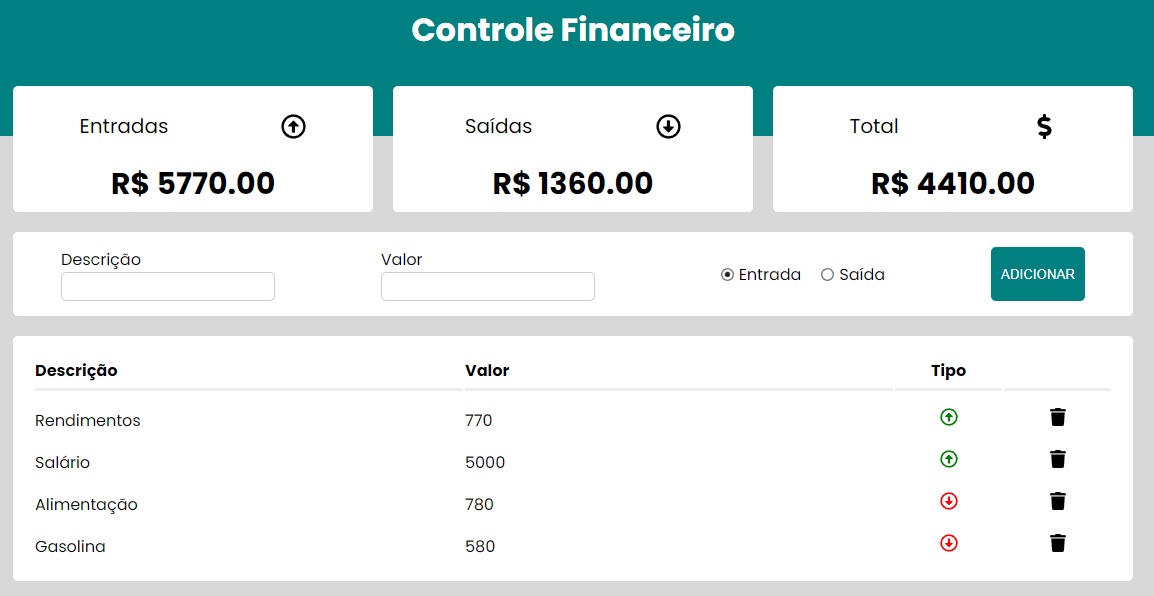 Controle Financeiro
Entradas
R$ 5770.00
Saídas
R$ 1360.00
Total
$
R$ 4410.00
Descrição
Valor
Entrada Saída
ADICIONAR
Descrição Valor Tipo
Rendimentos 770
Salário 5000
Alimentação 780
Gasolina 580